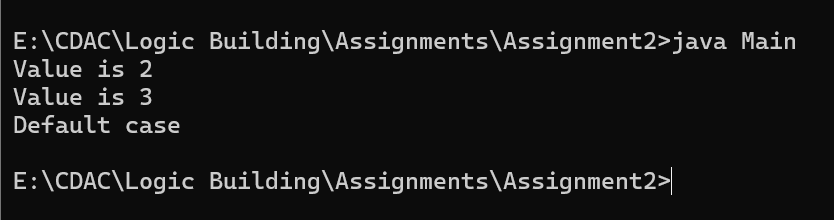 E:\CDAC\Logic Building\Assignments\Assignment2>java Main
Value is 2
Value is 3
Default case
E:\CDAC\Logic Building\Assignments\Assignment2>